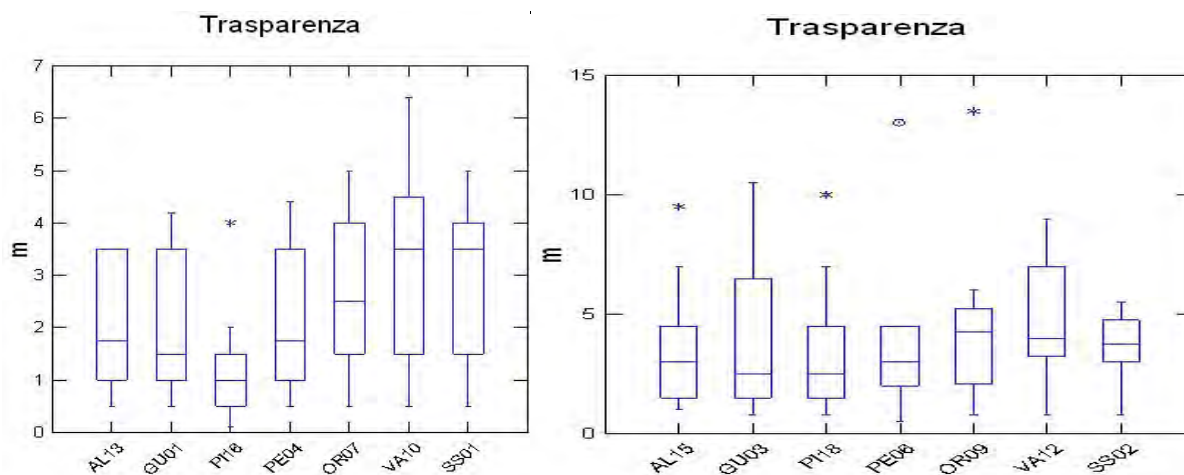 Trasparenza
7
6
5
4
3
2
1
0
m
AL13 GU01 PI16 PE04 OR07 VA10 SS01
Trasparenza
15
10
5
0
m
AL15 GU03 PI18 PE06 OR09 VA12 SS02